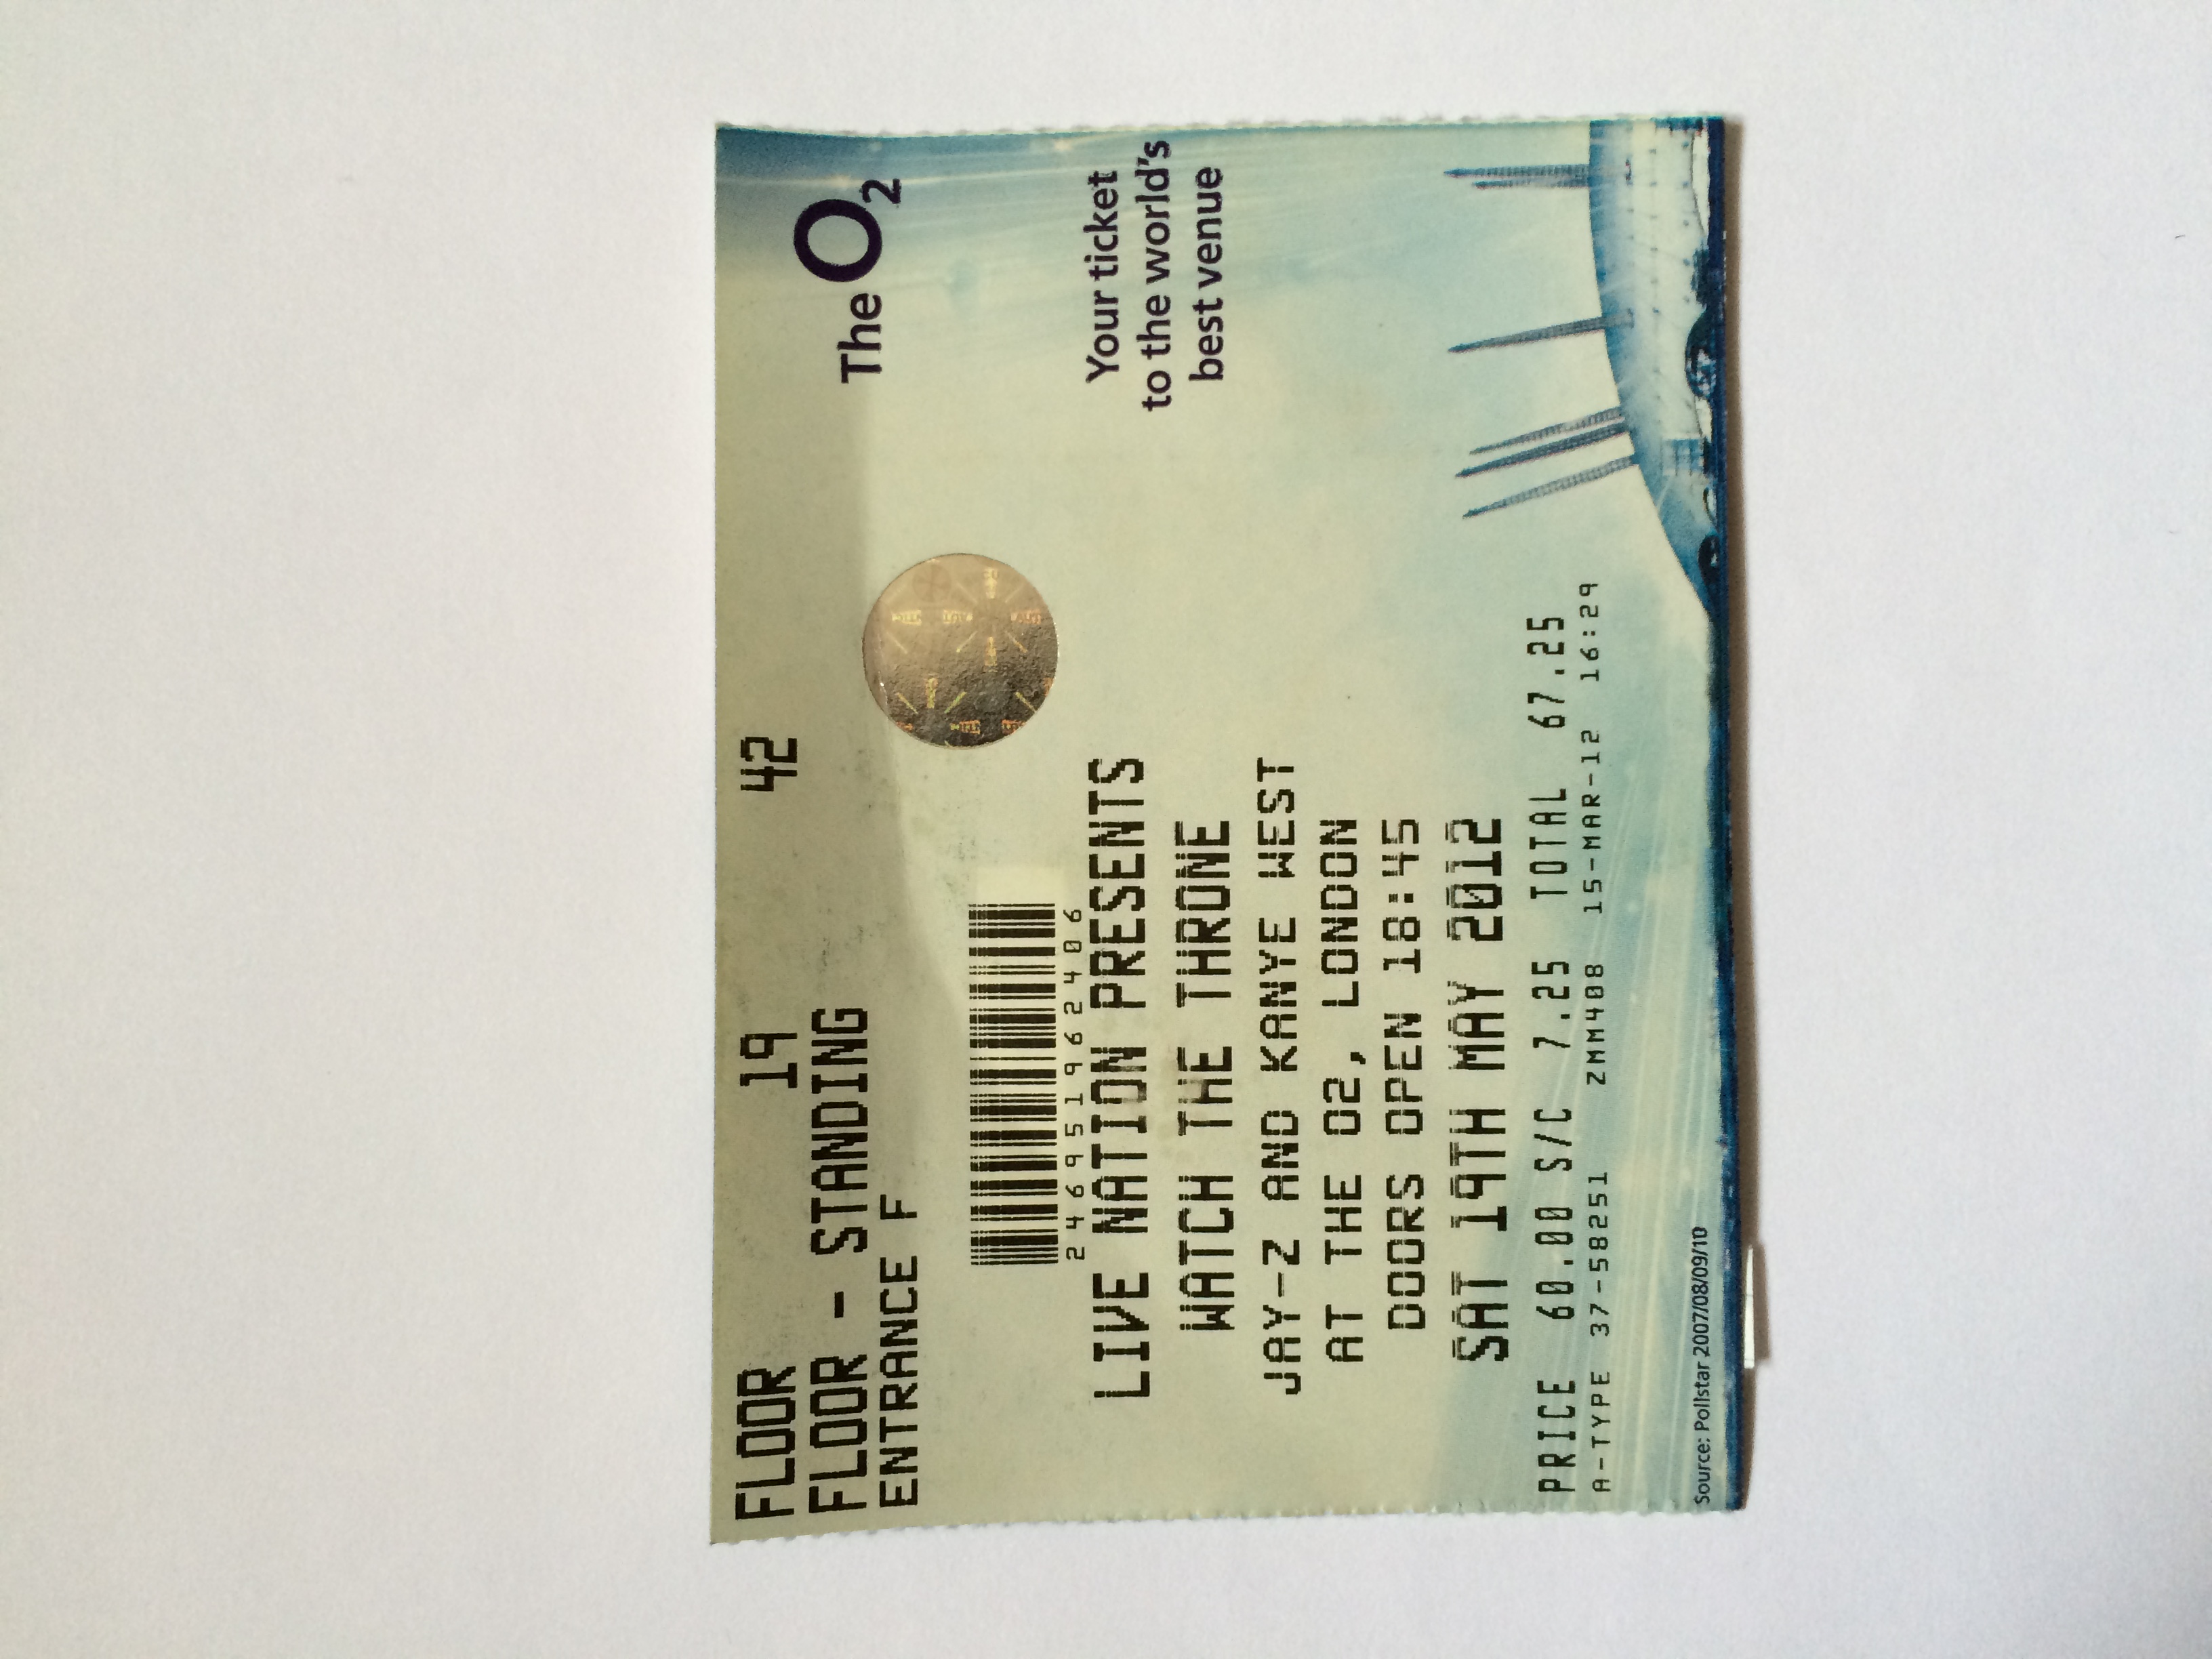 FLOOR 19 42
FLOOR - STANDING
ENTRANCE F
The O2
246951962406
LIVE NATION PRESENTS
WATCH THE THRONE
JAY-Z AND KANYE WEST
AT THE O2, LONDON
DOORS OPEN 18:45
SAT 19TH MAY 2012
PRICE 60.00 S/C 7.25 TOTAL 67.25
A-TYPE 37-58251 ZMM408 15-MAR-12 16:29
Your ticket
to the world's
best venue
Source: Pollstar 2007/08/09/10